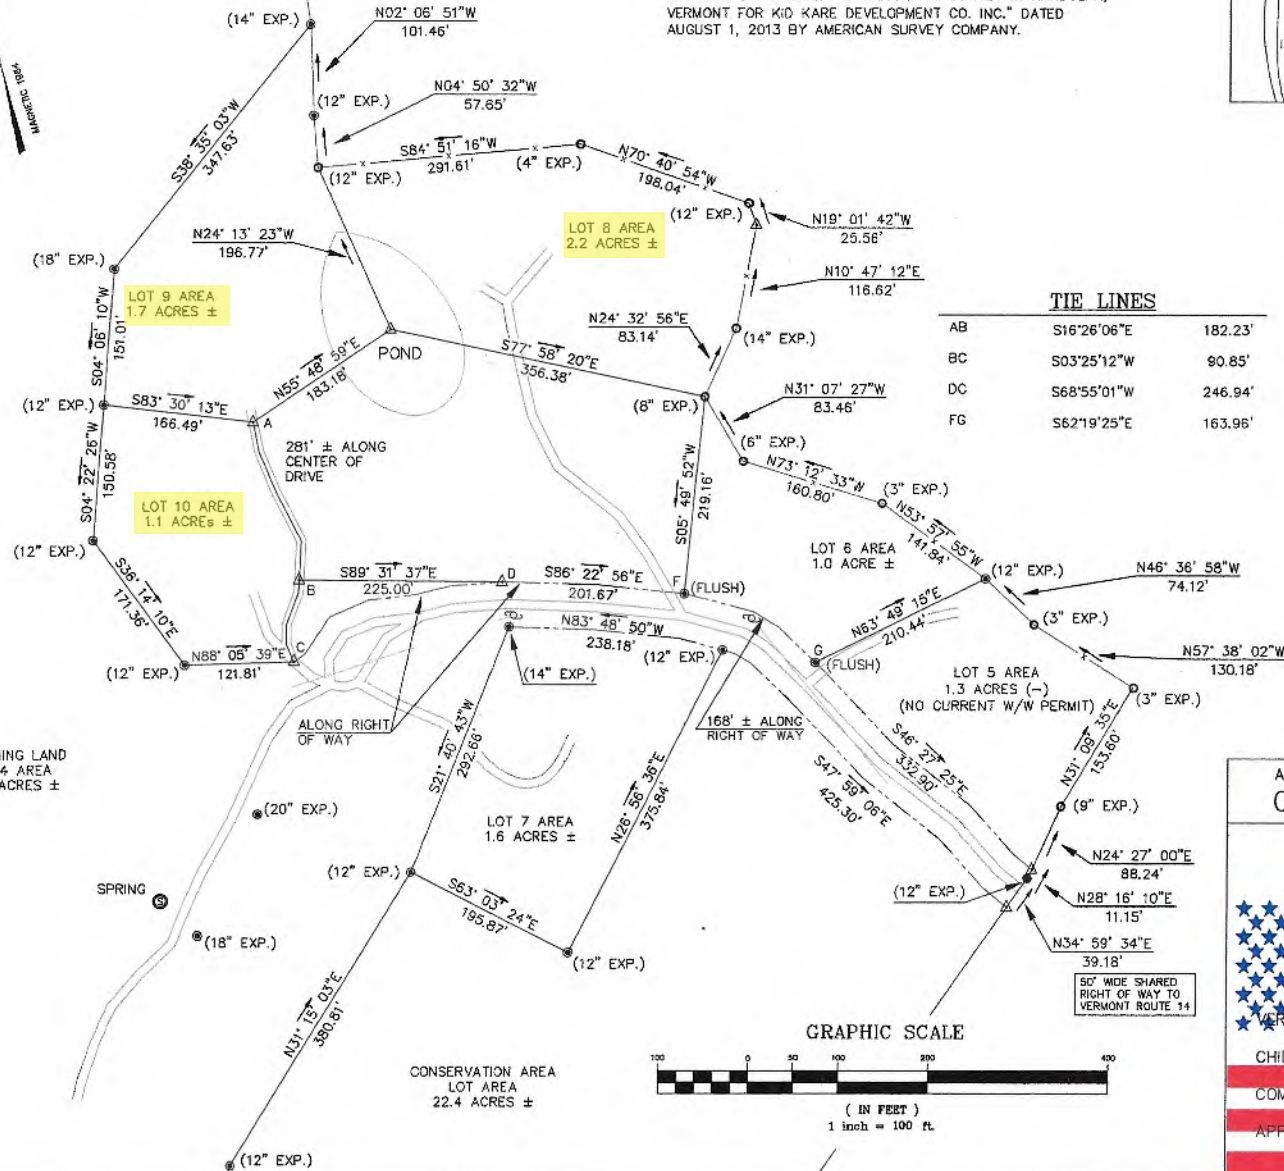 VERMONT FOR KID KARE DEVELOPMENT CO. INC." DATED
AUGUST 1, 2013 BY AMERICAN SURVEY COMPANY.
MAGNETIC 1984
(14" EXP.)
N02° 06' 51"W
101.46'
(12" EXP.)
N04° 50' 32"W
57.65'
S38° 35' 03"W
347.63'
(12" EXP.)
S84° 51' 16"W
291.61'
(4" EXP.)
N70° 40' 54"W
198.04'
(12" EXP.)
N19° 01' 42"W
25.56'
N10° 47' 12"E
116.62'
LOT 8 AREA
2.2 ACRES ±
N24° 13' 23"W
196.77'
(18" EXP.)
LOT 9 AREA
1.7 ACRES ±
S04° 06' 10"W
151.01'
N24° 32' 56"E
83.14'
(14" EXP.)
TIE LINES
AB S16°26'06"E 182.23'
BC S03°25'12"W 90.85'
DC S68°55'01"W 246.94'
FG S62°19'25"E 163.96'
POND
N55° 48' 59"E
183.18'
S77° 58' 20"E
356.38'
(8" EXP.)
N31° 07' 27"W
83.46'
(12" EXP.)
S83° 30' 13"E
166.49'
A
281' ± ALONG
CENTER OF
DRIVE
(6" EXP.)
N73° 12' 33"W
160.80'
(3" EXP.)
S04° 22' 26"W
150.58'
LOT 10 AREA
1.1 ACREs ±
S05° 49' 52"W
219.16'
N53° 57' 55"W
141.84'
(12" EXP.)
LOT 6 AREA
1.0 ACRE ±
(12" EXP.)
N46° 36' 58"W
74.12'
B
S89° 31' 37"E
225.00'
D
S86° 22' 56"E
201.67'
F
(FLUSH)
S36° 14' 10"E
171.36'
N63° 49' 15"E
210.44'
(3" EXP.)
N83° 48' 50"W
238.18'
N57° 38' 02"W
130.18'
(12" EXP.)
N88° 05' 39"E
121.81'
C
(14" EXP.)
(12" EXP.)
G
(FLUSH)
LOT 5 AREA
1.3 ACRES (-)
(NO CURRENT W/W PERMIT)
(3" EXP.)
ALONG RIGHT
OF WAY
168' ± ALONG
RIGHT OF WAY
S21° 40' 43"W
292.66'
N26° 56' 36"E
375.84'
S46° 27' 25"E
332.90'
S47° 59' 06"E
425.30'
N31° 09' 35"E
153.60'
ING LAND
4 AREA
ACRES ±
(20" EXP.)
LOT 7 AREA
1.6 ACRES ±
(9" EXP.)
N24° 27' 00"E
88.24'
(12" EXP.)
S63° 03' 24"E
195.87'
SPRING
S
(12" EXP.)
N28° 16' 10"E
11.15'
(18" EXP.)
(12" EXP.)
N34° 59' 34"E
39.18'
50' WIDE SHARED
RIGHT OF WAY TO
VERMONT ROUTE 14
N31° 15' 03"E
380.81'
GRAPHIC SCALE
100 0 50 100 200 400
( IN FEET )
1 inch = 100 ft.
CONSERVATION AREA
LOT AREA
22.4 ACRES ±
(12" EXP.)
A
VER
CHI
COM
APP